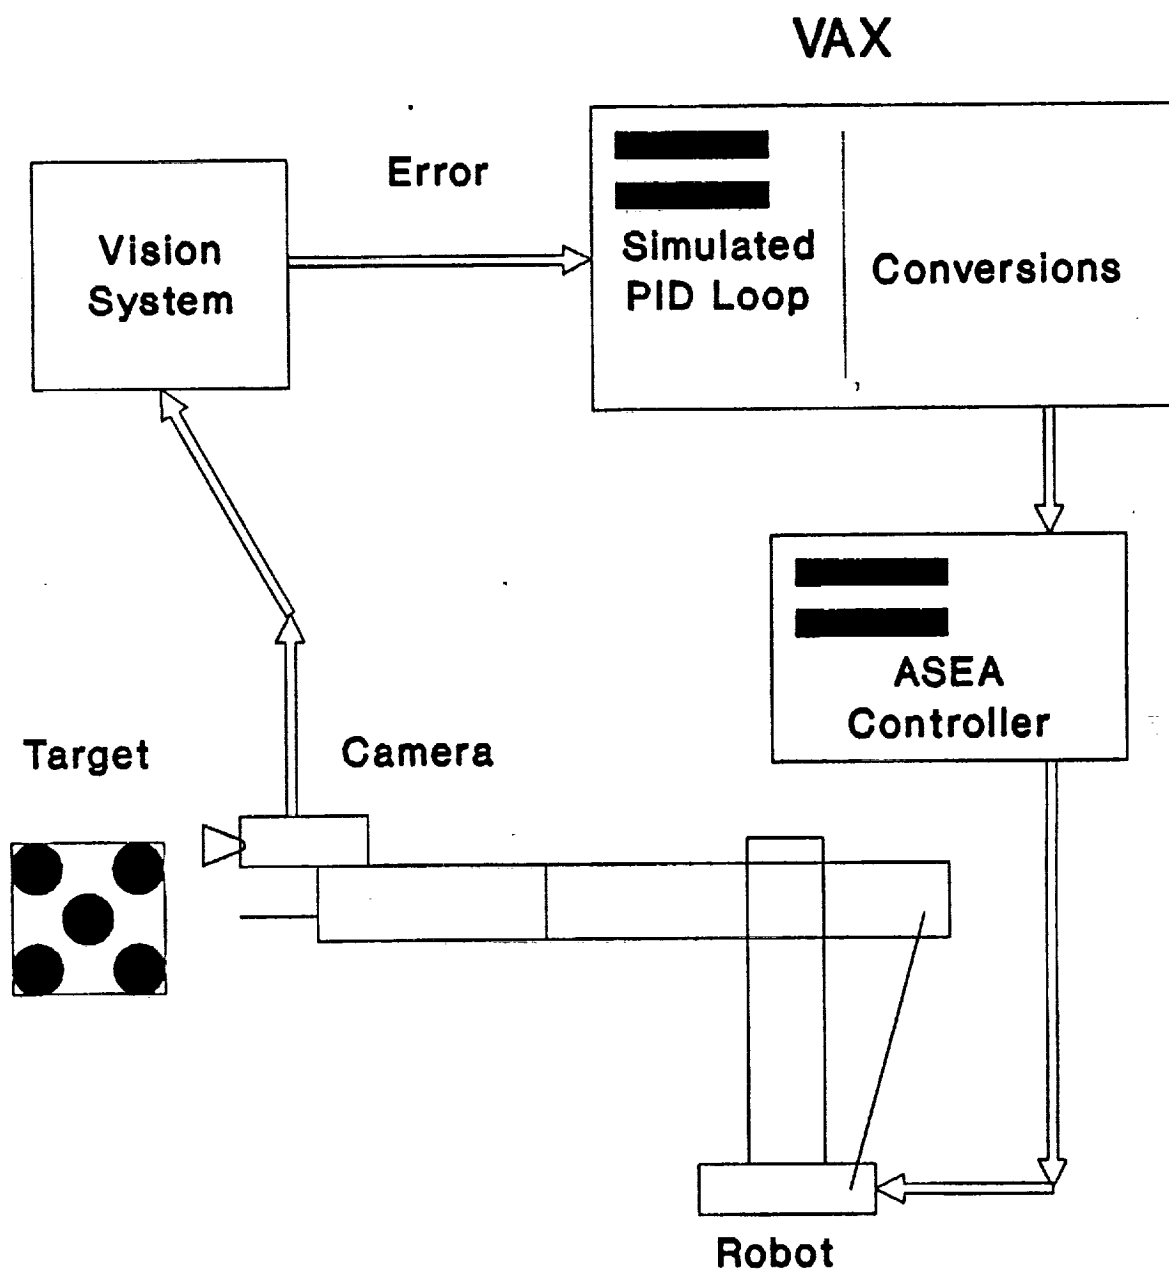 VAX
Error
Vision
System
Simulated
PID Loop
Conversions
ASEA
Controller
Target
Camera
Robot